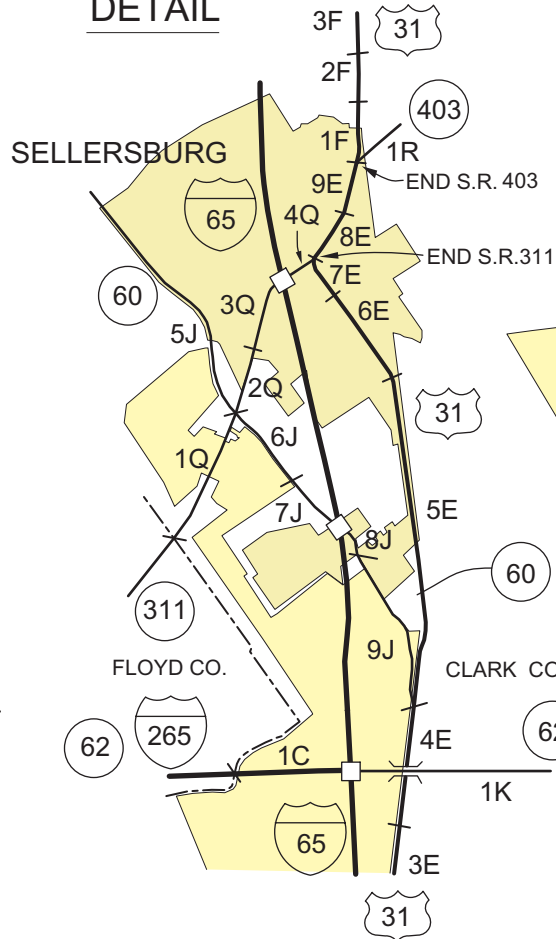 DETAIL
3F
31
2F
403
1F
1R
SELLERSBURG
9E
END S.R. 403
65
4Q
8E
END S.R.311
7E
60
3Q
6E
5J
2Q
31
6J
1Q
7J
5E
8J
60
311
9J
FLOYD CO.
CLARK CO
62
265
4E
62
1C
1K
65
3E
31